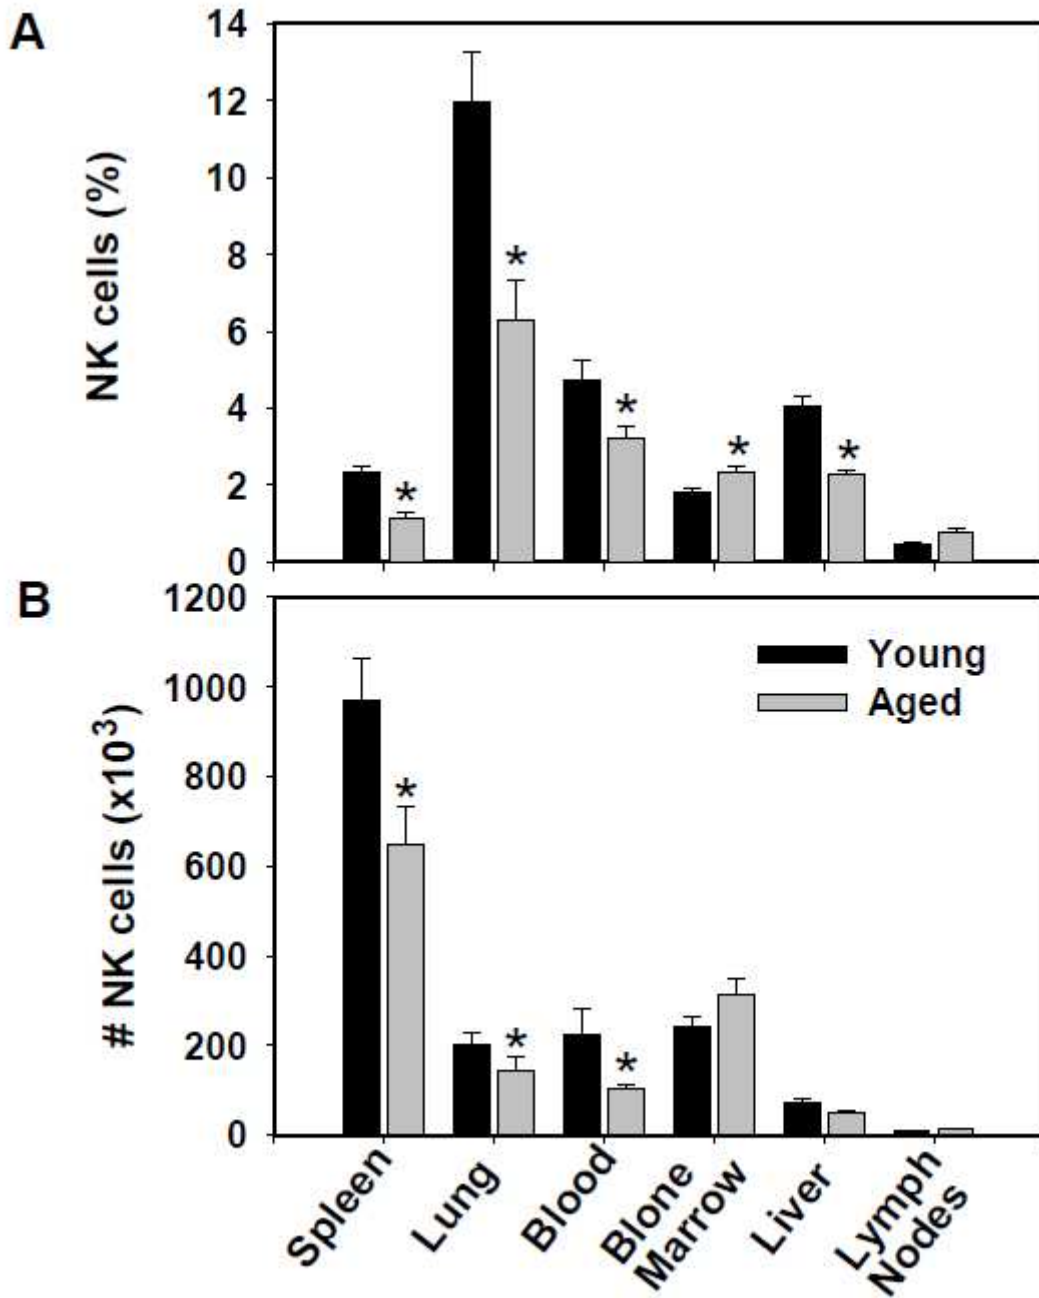 A
NK cells (%)
14
12
10
8
6
4
2
0
*
*
*
*
*
B
# NK cells (x10³)
1200
1000
800
600
400
200
0
Young
Aged
*
*
*
Spleen
Lung
Blood
Blone
Marrow
Liver
Lymph
Nodes